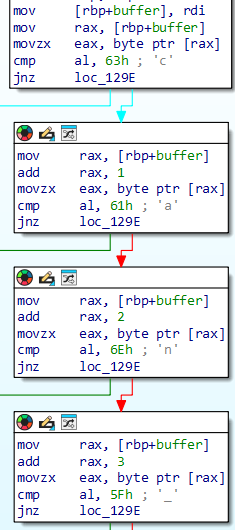 mov     [rbp+buffer], rdi
mov     rax, [rbp+buffer]
movzx   eax, byte ptr [rax]
cmp     al, 63h ; 'c'
jnz     loc_129E
mov     rax, [rbp+buffer]
add     rax, 1
movzx   eax, byte ptr [rax]
cmp     al, 61h ; 'a'
jnz     loc_129E
mov     rax, [rbp+buffer]
add     rax, 2
movzx   eax, byte ptr [rax]
cmp     al, 6Eh ; 'n'
jnz     loc_129E
mov     rax, [rbp+buffer]
add     rax, 3
movzx   eax, byte ptr [rax]
cmp     al, 5Fh ; '_'
jnz     loc_129E